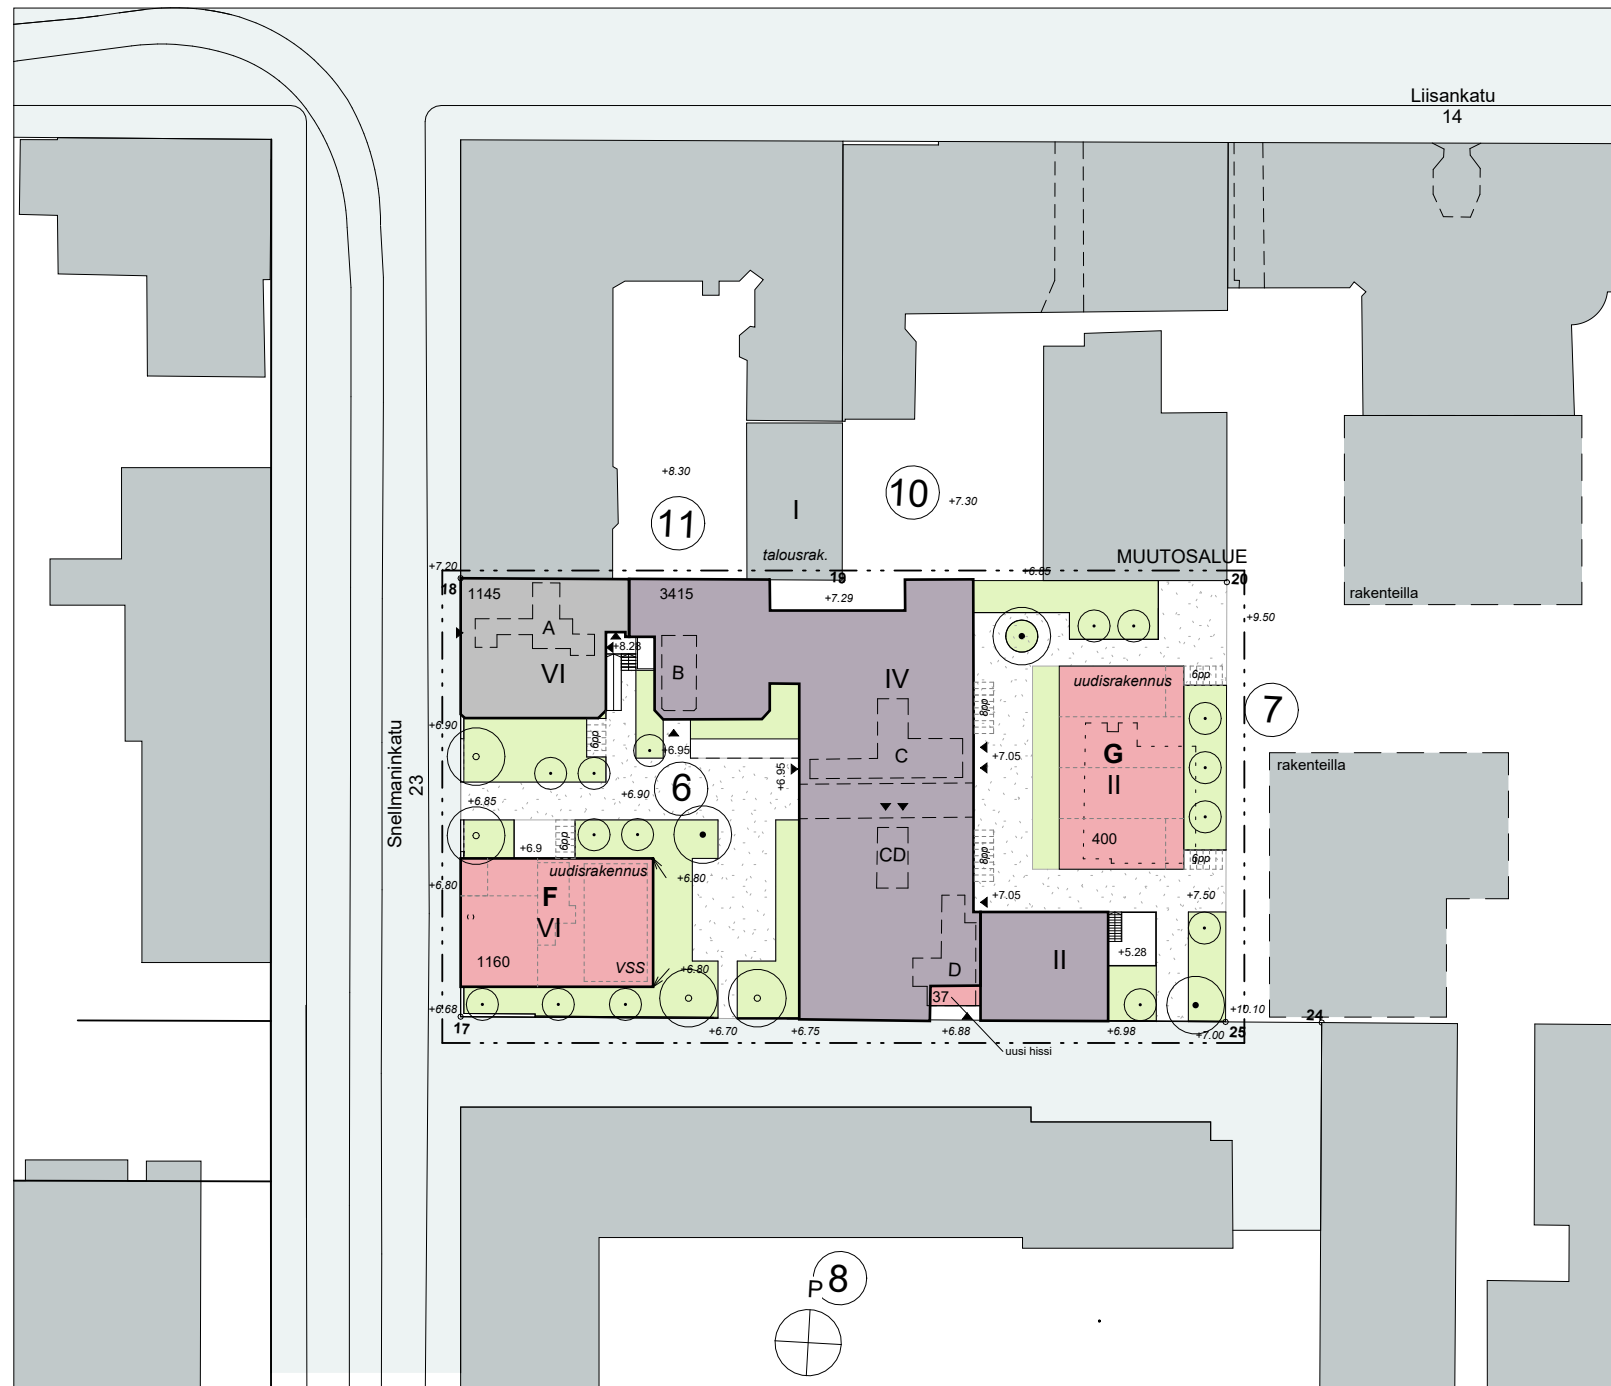 Liisankatu
14
+8.30
11
I
10
+7.30
talousrak.
MUUTOSALUE
rakenteilla
+7.20
18
1145
3415
19
+7.29
+6.85
20
+9.50
A
VI
+8.23
B
IV
uudisrakennus
6pp
8pp
7
G
II
400
C
+7.05
+6.90
6pp
+6.95
+6.95
6
+6.90
+6.85
rakenteilla
Snellmaninkatu
23
6pp
+6.9
CD
8pp
6pp
+7.05
+7.50
uudisrakennus
F
VI
1160
VSS
+6.80
+6.80
+6.80
D
37
II
+5.28
+6.68
17
+6.70
+6.75
+6.88
+6.98
+7.00
+10.10
25
24
uusi hissi
P
8